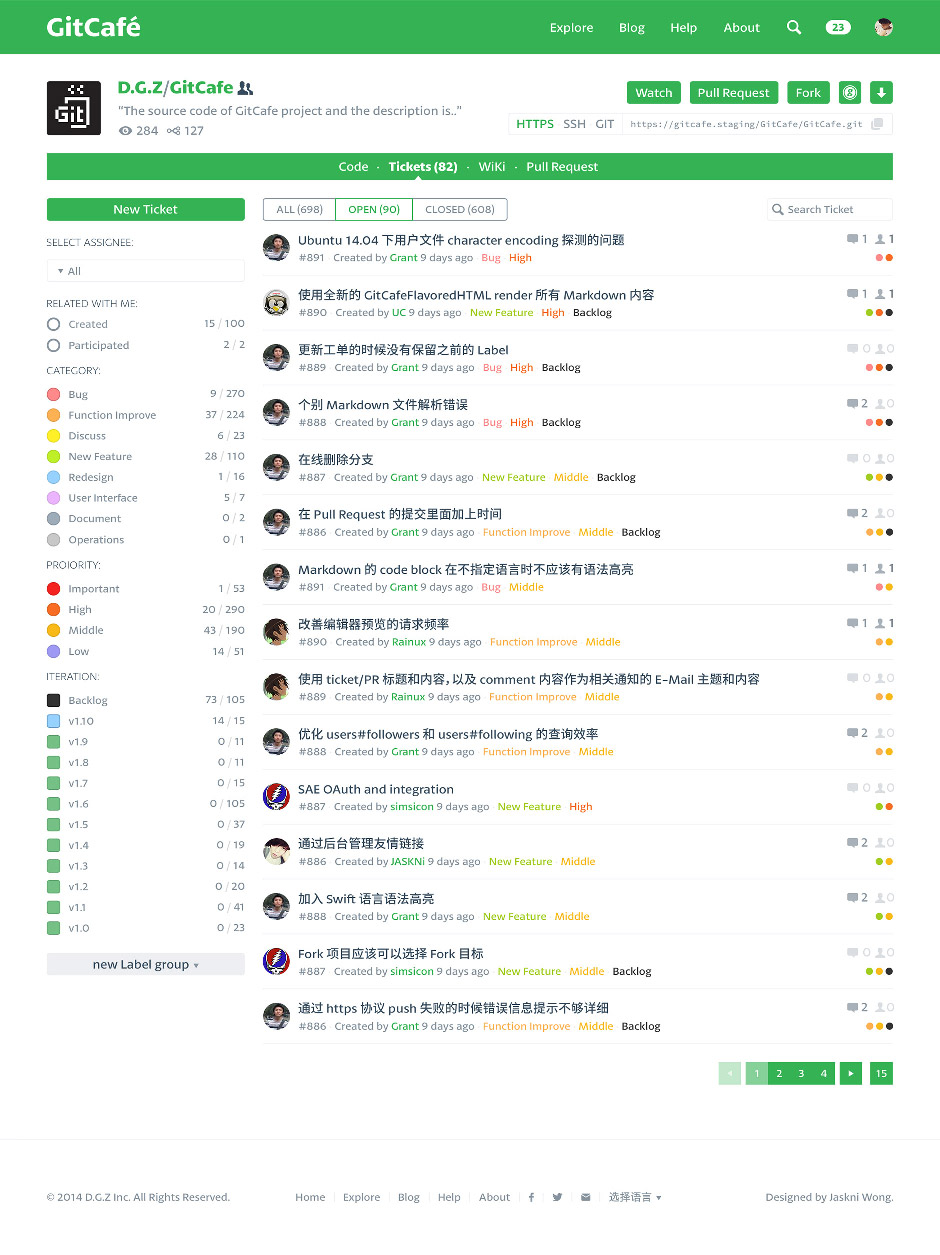 GitCafé
Explore Blog Help About 23
D.G.Z/GitCafe
Watch Pull Request Fork
"The source code of GitCafe project and the description is.."
284 127
HTTPS SSH GIT https://gitcafe.staging/GitCafe/GitCafe.git
Git
Code · Tickets (82) · WiKi · Pull Request
New Ticket
SELECT ASSIGNEE:
▾ All
RELATED WITH ME:
Created 15 / 100
Participated 2 / 2
CATEGORY:
Bug 9 / 270
Function Improve 37 / 224
Discuss 6 / 23
New Feature 28 / 110
Redesign 1 / 16
User Interface 5 / 7
Document 0 / 2
Operations 0 / 1
PROIORITY:
Important 1 / 53
High 20 / 290
Middle 43 / 190
Low 14 / 51
ITERATION:
Backlog 73 / 105
v1.10 14 / 15
v1.9 0 / 11
v1.8 0 / 11
v1.7 0 / 15
v1.6 0 / 105
v1.5 0 / 37
v1.4 0 / 19
v1.3 0 / 14
v1.2 0 / 20
v1.1 0 / 41
v1.0 0 / 23
new Label group ▾
ALL (698) OPEN (90) CLOSED (608) Search Ticket
Ubuntu 14.04 下用户文件 character encoding 探测的问题 1 1
#891 · Created by Grant 9 days ago · Bug · High
使用全新的 GitCafeFlavoredHTML render 所有 Markdown 内容 1 1
#890 · Created by UC 9 days ago · New Feature · High · Backlog
更新工单的时候没有保留之前的 Label 0 0
#889 · Created by Grant 9 days ago · Bug · High · Backlog
个别 Markdown 文件解析错误 2 0
#888 · Created by Grant 9 days ago · Bug · High · Backlog
在线删除分支 0 0
#887 · Created by Grant 9 days ago · New Feature · Middle · Backlog
在 Pull Request 的提交里面加上时间 2 0
#886 · Created by Grant 9 days ago · Function Improve · Middle · Backlog
Markdown 的 code block 在不指定语言时不应该有语法高亮 1 1
#891 · Created by Grant 9 days ago · Bug · Middle
改善编辑器预览的请求频率 1 1
#890 · Created by Rainux 9 days ago · Function Improve · Middle
使用 ticket/PR 标题和内容，以及 comment 内容作为相关通知的 E-Mail 主题和内容 0 0
#889 · Created by Rainux 9 days ago · Function Improve · Middle
优化 users#followers 和 users#following 的查询效率 2 0
#888 · Created by Grant 9 days ago · Function Improve · Middle
SAE OAuth and integration 0 0
#887 · Created by simsicon 9 days ago · New Feature · High
通过后台管理友情链接 2 0
#886 · Created by JASKNi 9 days ago · New Feature · Middle
加入 Swift 语言语法高亮 2 0
#888 · Created by Grant 9 days ago · New Feature · Middle
Fork 项目应该可以选择 Fork 目标 0 0
#887 · Created by simsicon 9 days ago · New Feature · Middle · Backlog
通过 https 协议 push 失败的时候错误信息提示不够详细 2 0
#886 · Created by Grant 9 days ago · Function Improve · Middle · Backlog
1 2 3 4 15
© 2014 D.G.Z Inc. All Rights Reserved. Home Explore Blog Help About 选择语言 ▾ Designed by Jaskni Wong.